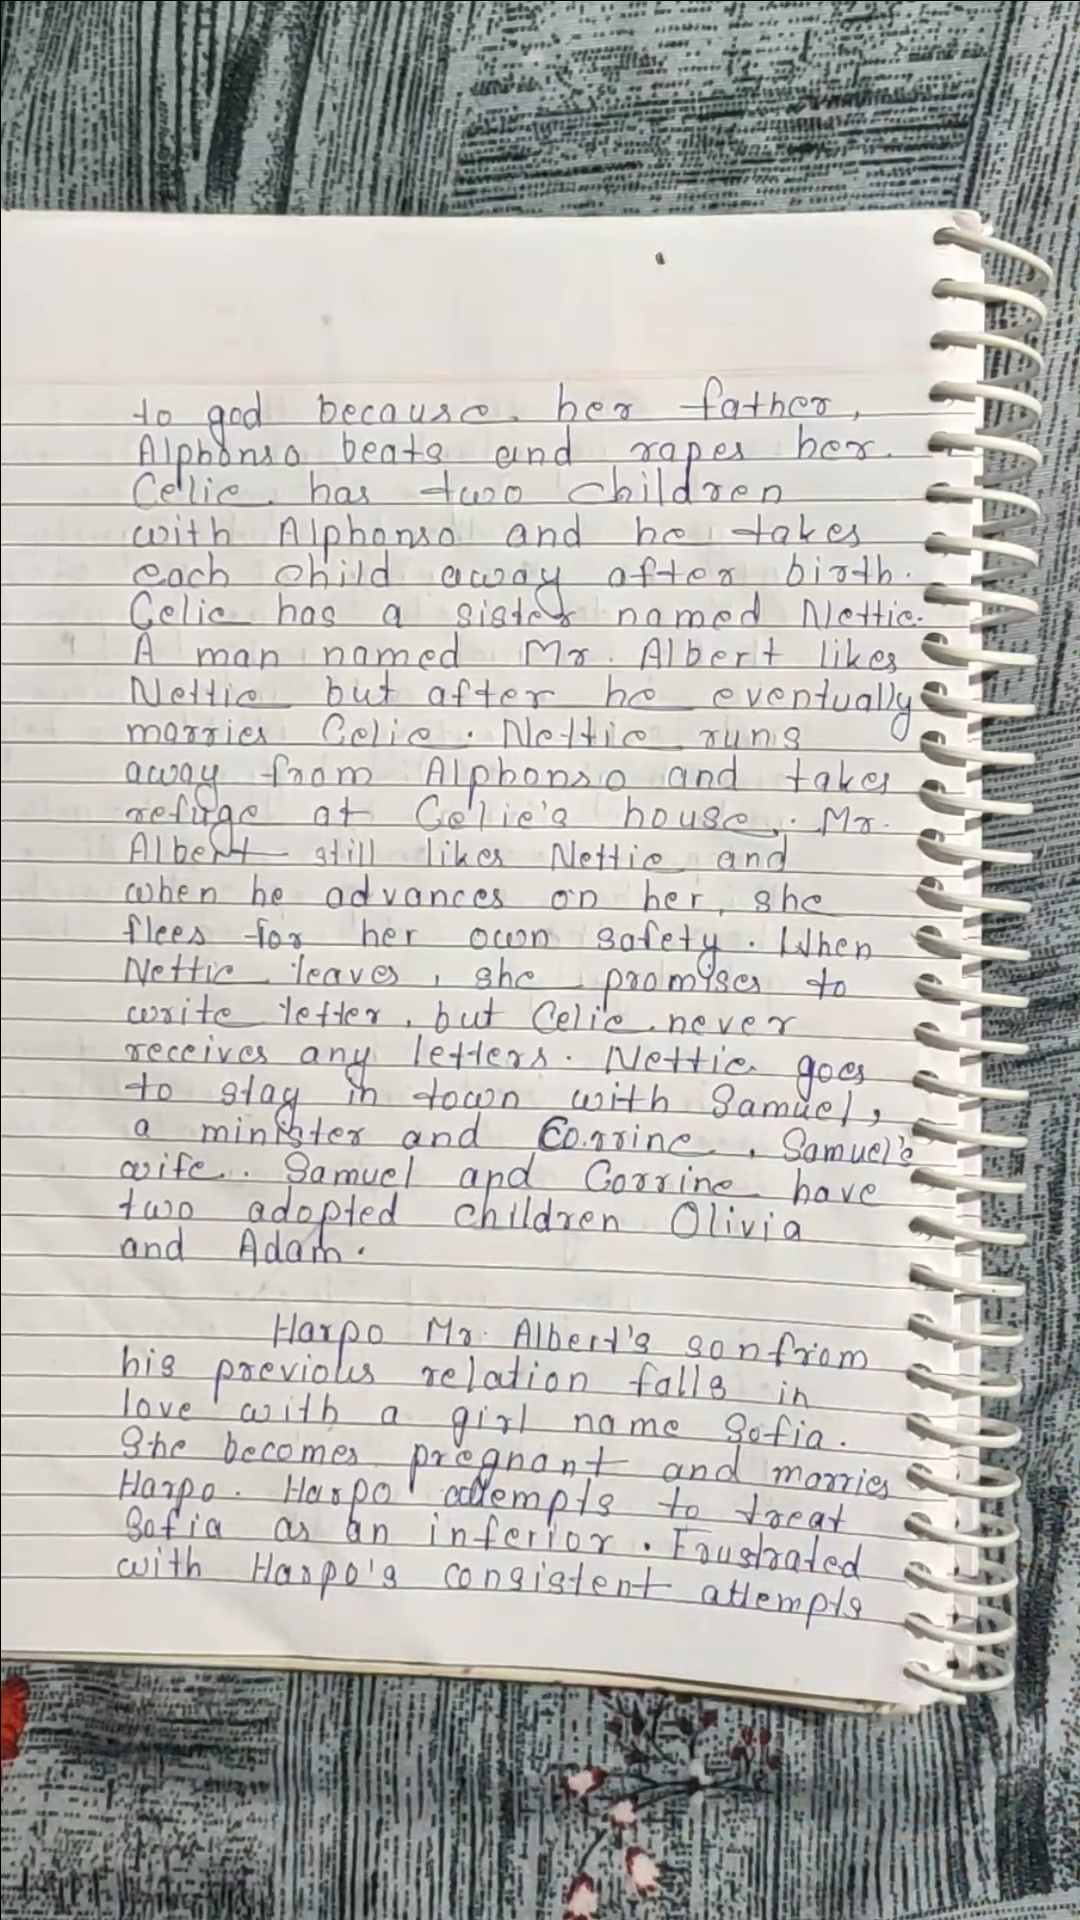 to god because, her father,
Alphonso beats and rapes her.
Celie has two children
with Alphonso and he takes
each child away after birth.
Celie has a sister named Nettie.
A man named Mr. Albert likes
Nettie but after he eventually
marries Celie. Nettie runs
away from Alphonso and takes
refuge at Celie's house. Mr.
Albert still likes Nettie and
when he advances on her, she
flees for her own safety. When
Nettie leaves, she promises to
write letter, but Celie never
receives any letters. Nettie goes
to stay in town with Samuel,
a minister and Corrine, Samuel's
wife. Samuel and Corrine have
two adopted children Olivia
and Adam.
Harpo Mr. Albert's son from
his previous relation falls in
love with a girl name Sofia.
She becomes pregnant and marries
Harpo. Harpo attempts to treat
Sofia as an inferior. Frustrated
with Harpo's consistent attempts